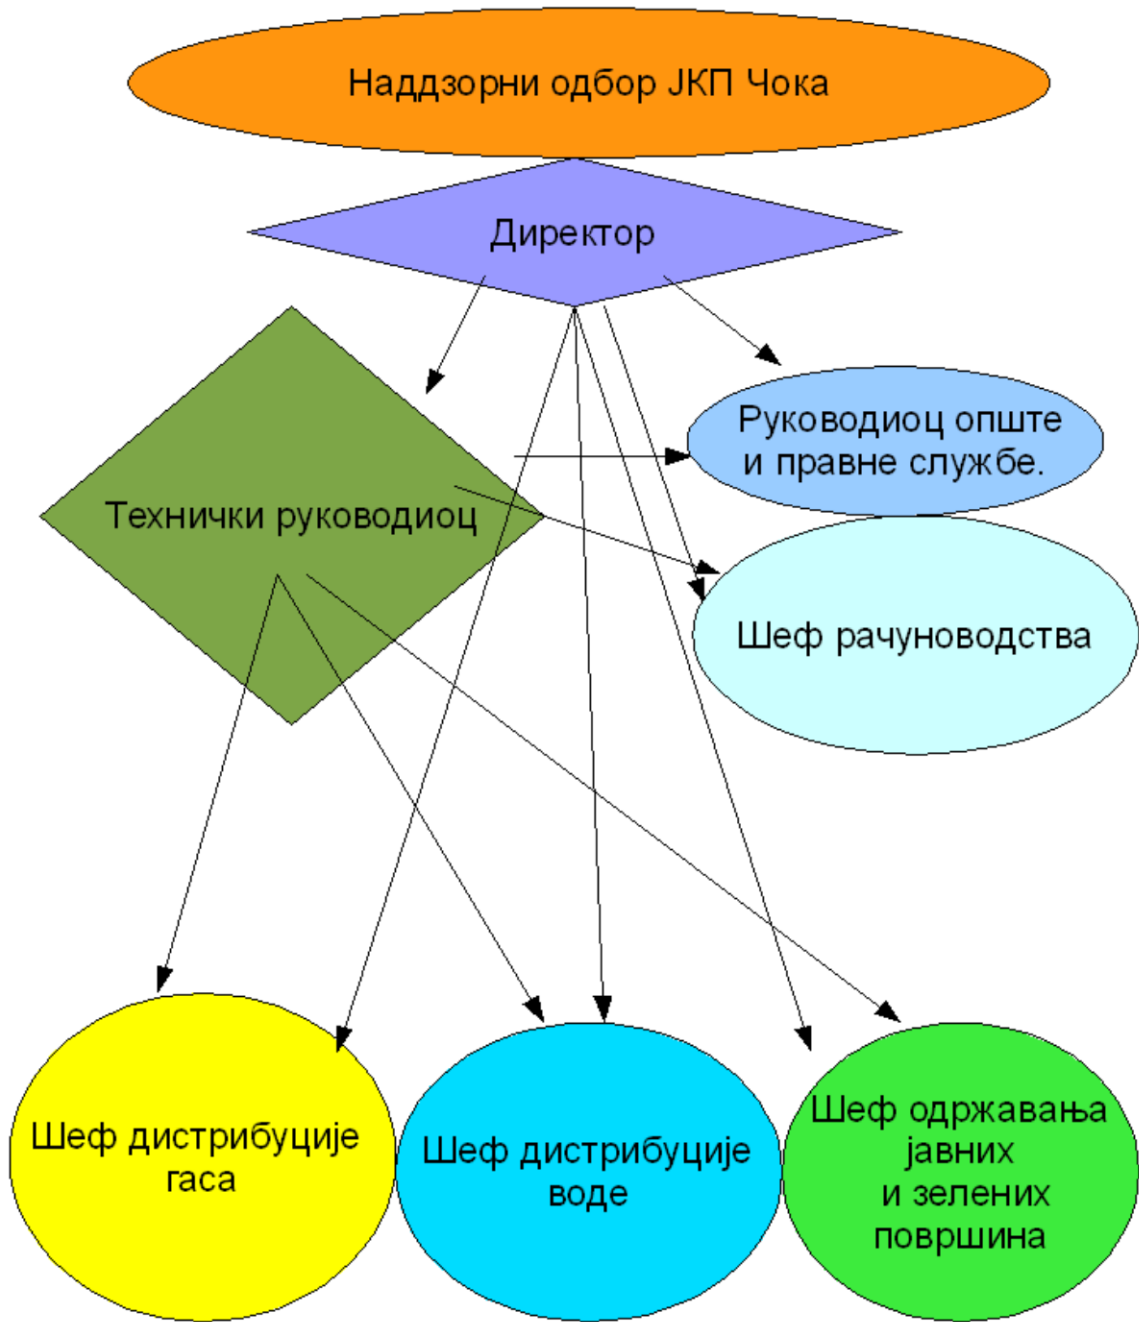 Наддзорни одбор ЈКП Чока
Директор
Руководиоц опште
и правне службе.
Технички руководиоц
Шеф рачуноводства
Шеф дистрибуције
гаса
Шеф дистрибуције
воде
Шеф одржавања
јавних
и зелених
површина